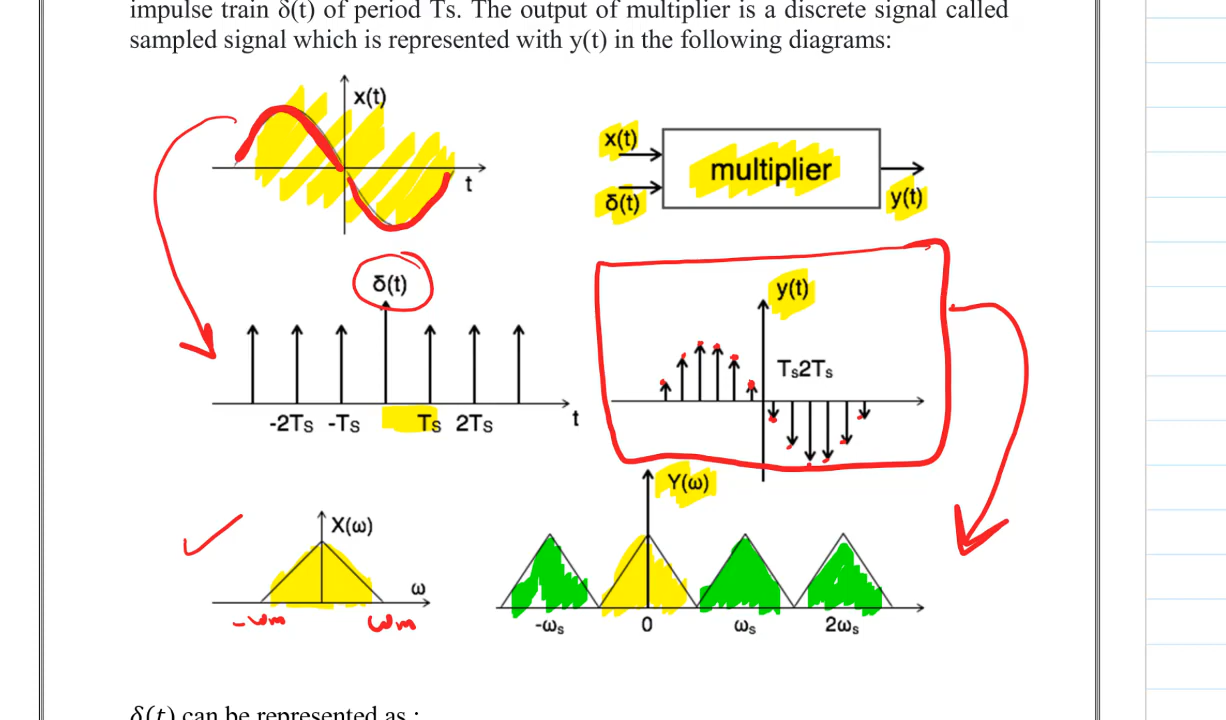 impulse train δ(t) of period Ts. The output of multiplier is a discrete signal called
sampled signal which is represented with y(t) in the following diagrams:
x(t)
t
x(t)
δ(t)
multiplier
y(t)
δ(t)
-2Ts -Ts Ts 2Ts
t
y(t)
Ts2Ts
X(ω)
ω
-ωm ωm
Y(ω)
-ωs 0 ωs 2ωs
δ(t) can be represented as :